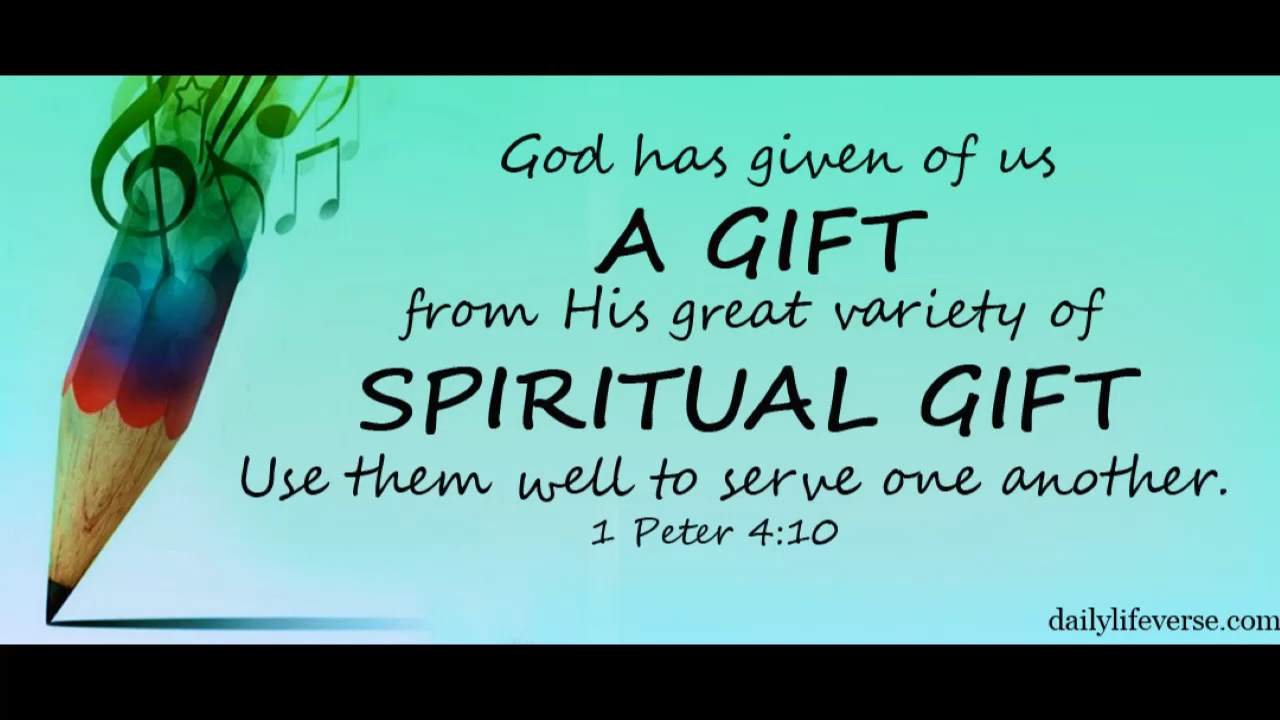 God has given of us
A GIFT
from His great variety of
SPIRITUAL GIFT
Use them well to serve one another.
1 Peter 4:10
dailylifeverse.com